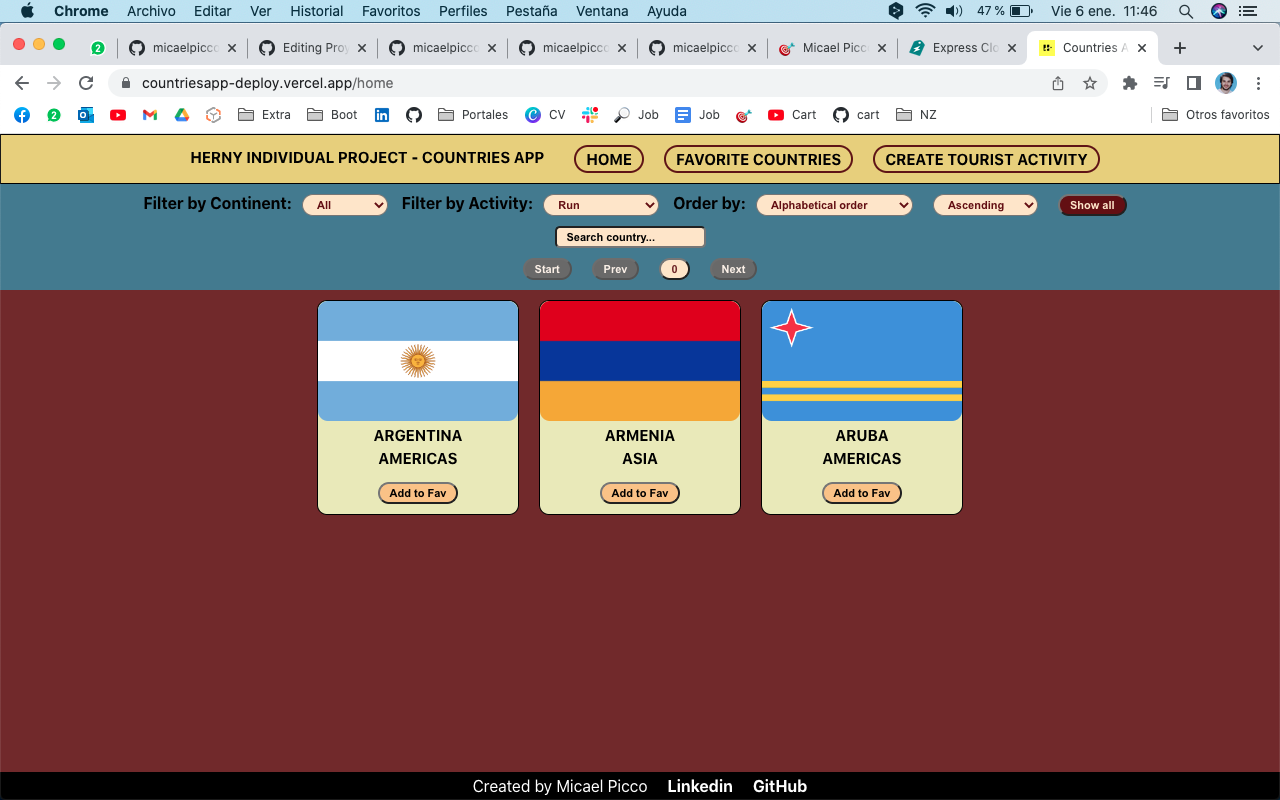 Chrome Archivo Editar Ver Historial Favoritos Perfiles Pestaña Ventana Ayuda 47 % Vie 6 ene. 11:46
2 micaelpicco Editing Proy micaelpicco micaelpicco micaelpicco Micael Picc Express Clo Countries A
countriesapp-deploy.vercel.app/home
2 Extra Boot Portales CV Job Job Cart cart NZ Otros favoritos
HERNY INDIVIDUAL PROJECT - COUNTRIES APP HOME FAVORITE COUNTRIES CREATE TOURIST ACTIVITY
Filter by Continent: All Filter by Activity: Run Order by: Alphabetical order Ascending Show all
Search country...
Start Prev 0 Next
ARGENTINA
AMERICAS
Add to Fav
ARMENIA
ASIA
Add to Fav
ARUBA
AMERICAS
Add to Fav
Created by Micael Picco Linkedin GitHub